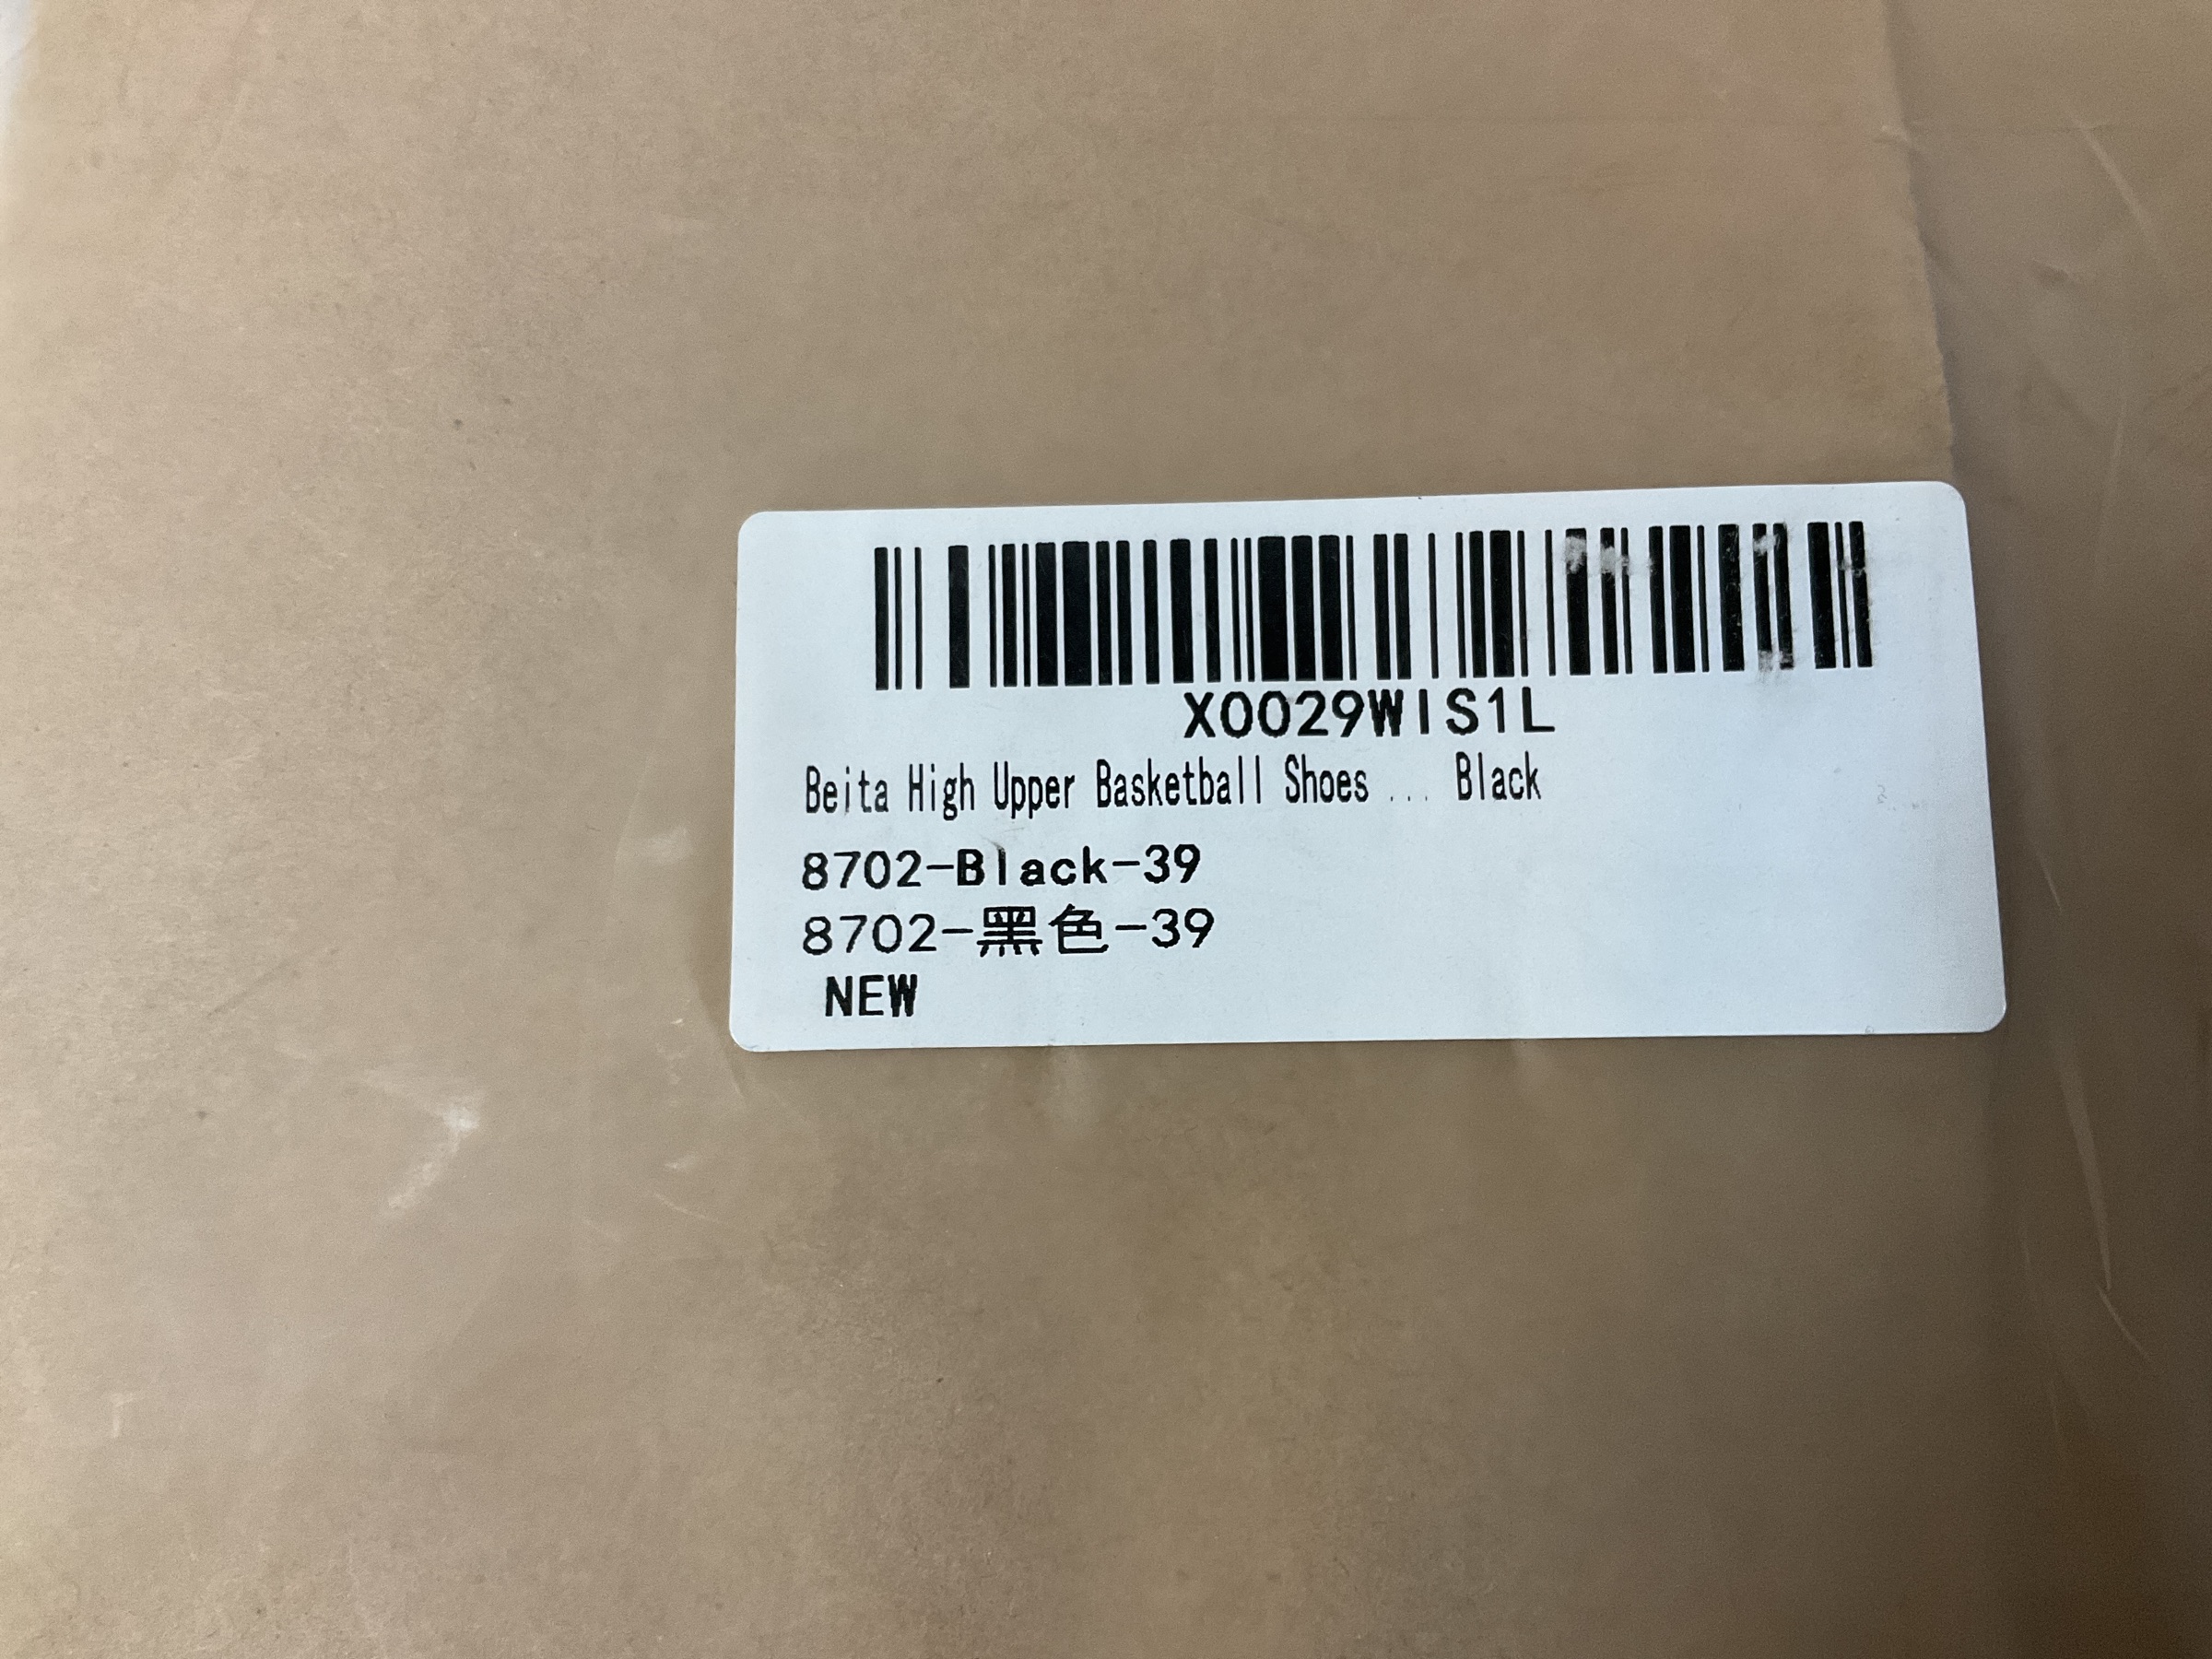 X0029WIS1L
Beita High Upper Basketball Shoes ... Black
8702-Black-39
8702-黑色-39
NEW